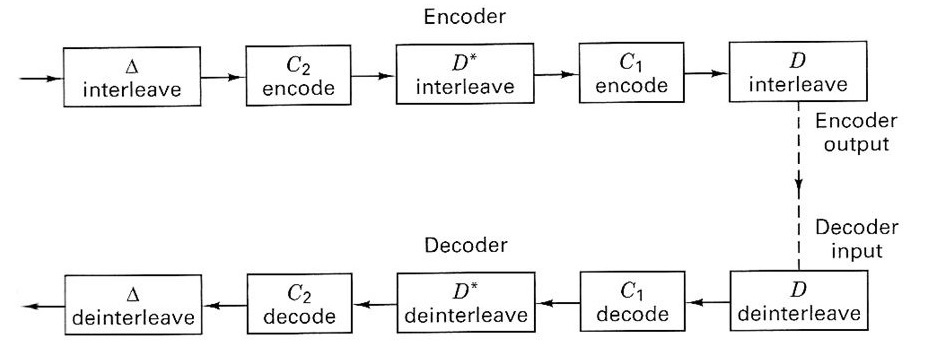 Encoder
Δ
interleave
C₂
encode
D*
interleave
C₁
encode
D
interleave
Encoder
output
Decoder
input
Decoder
Δ
deinterleave
C₂
decode
D*
deinterleave
C₁
decode
D
deinterleave